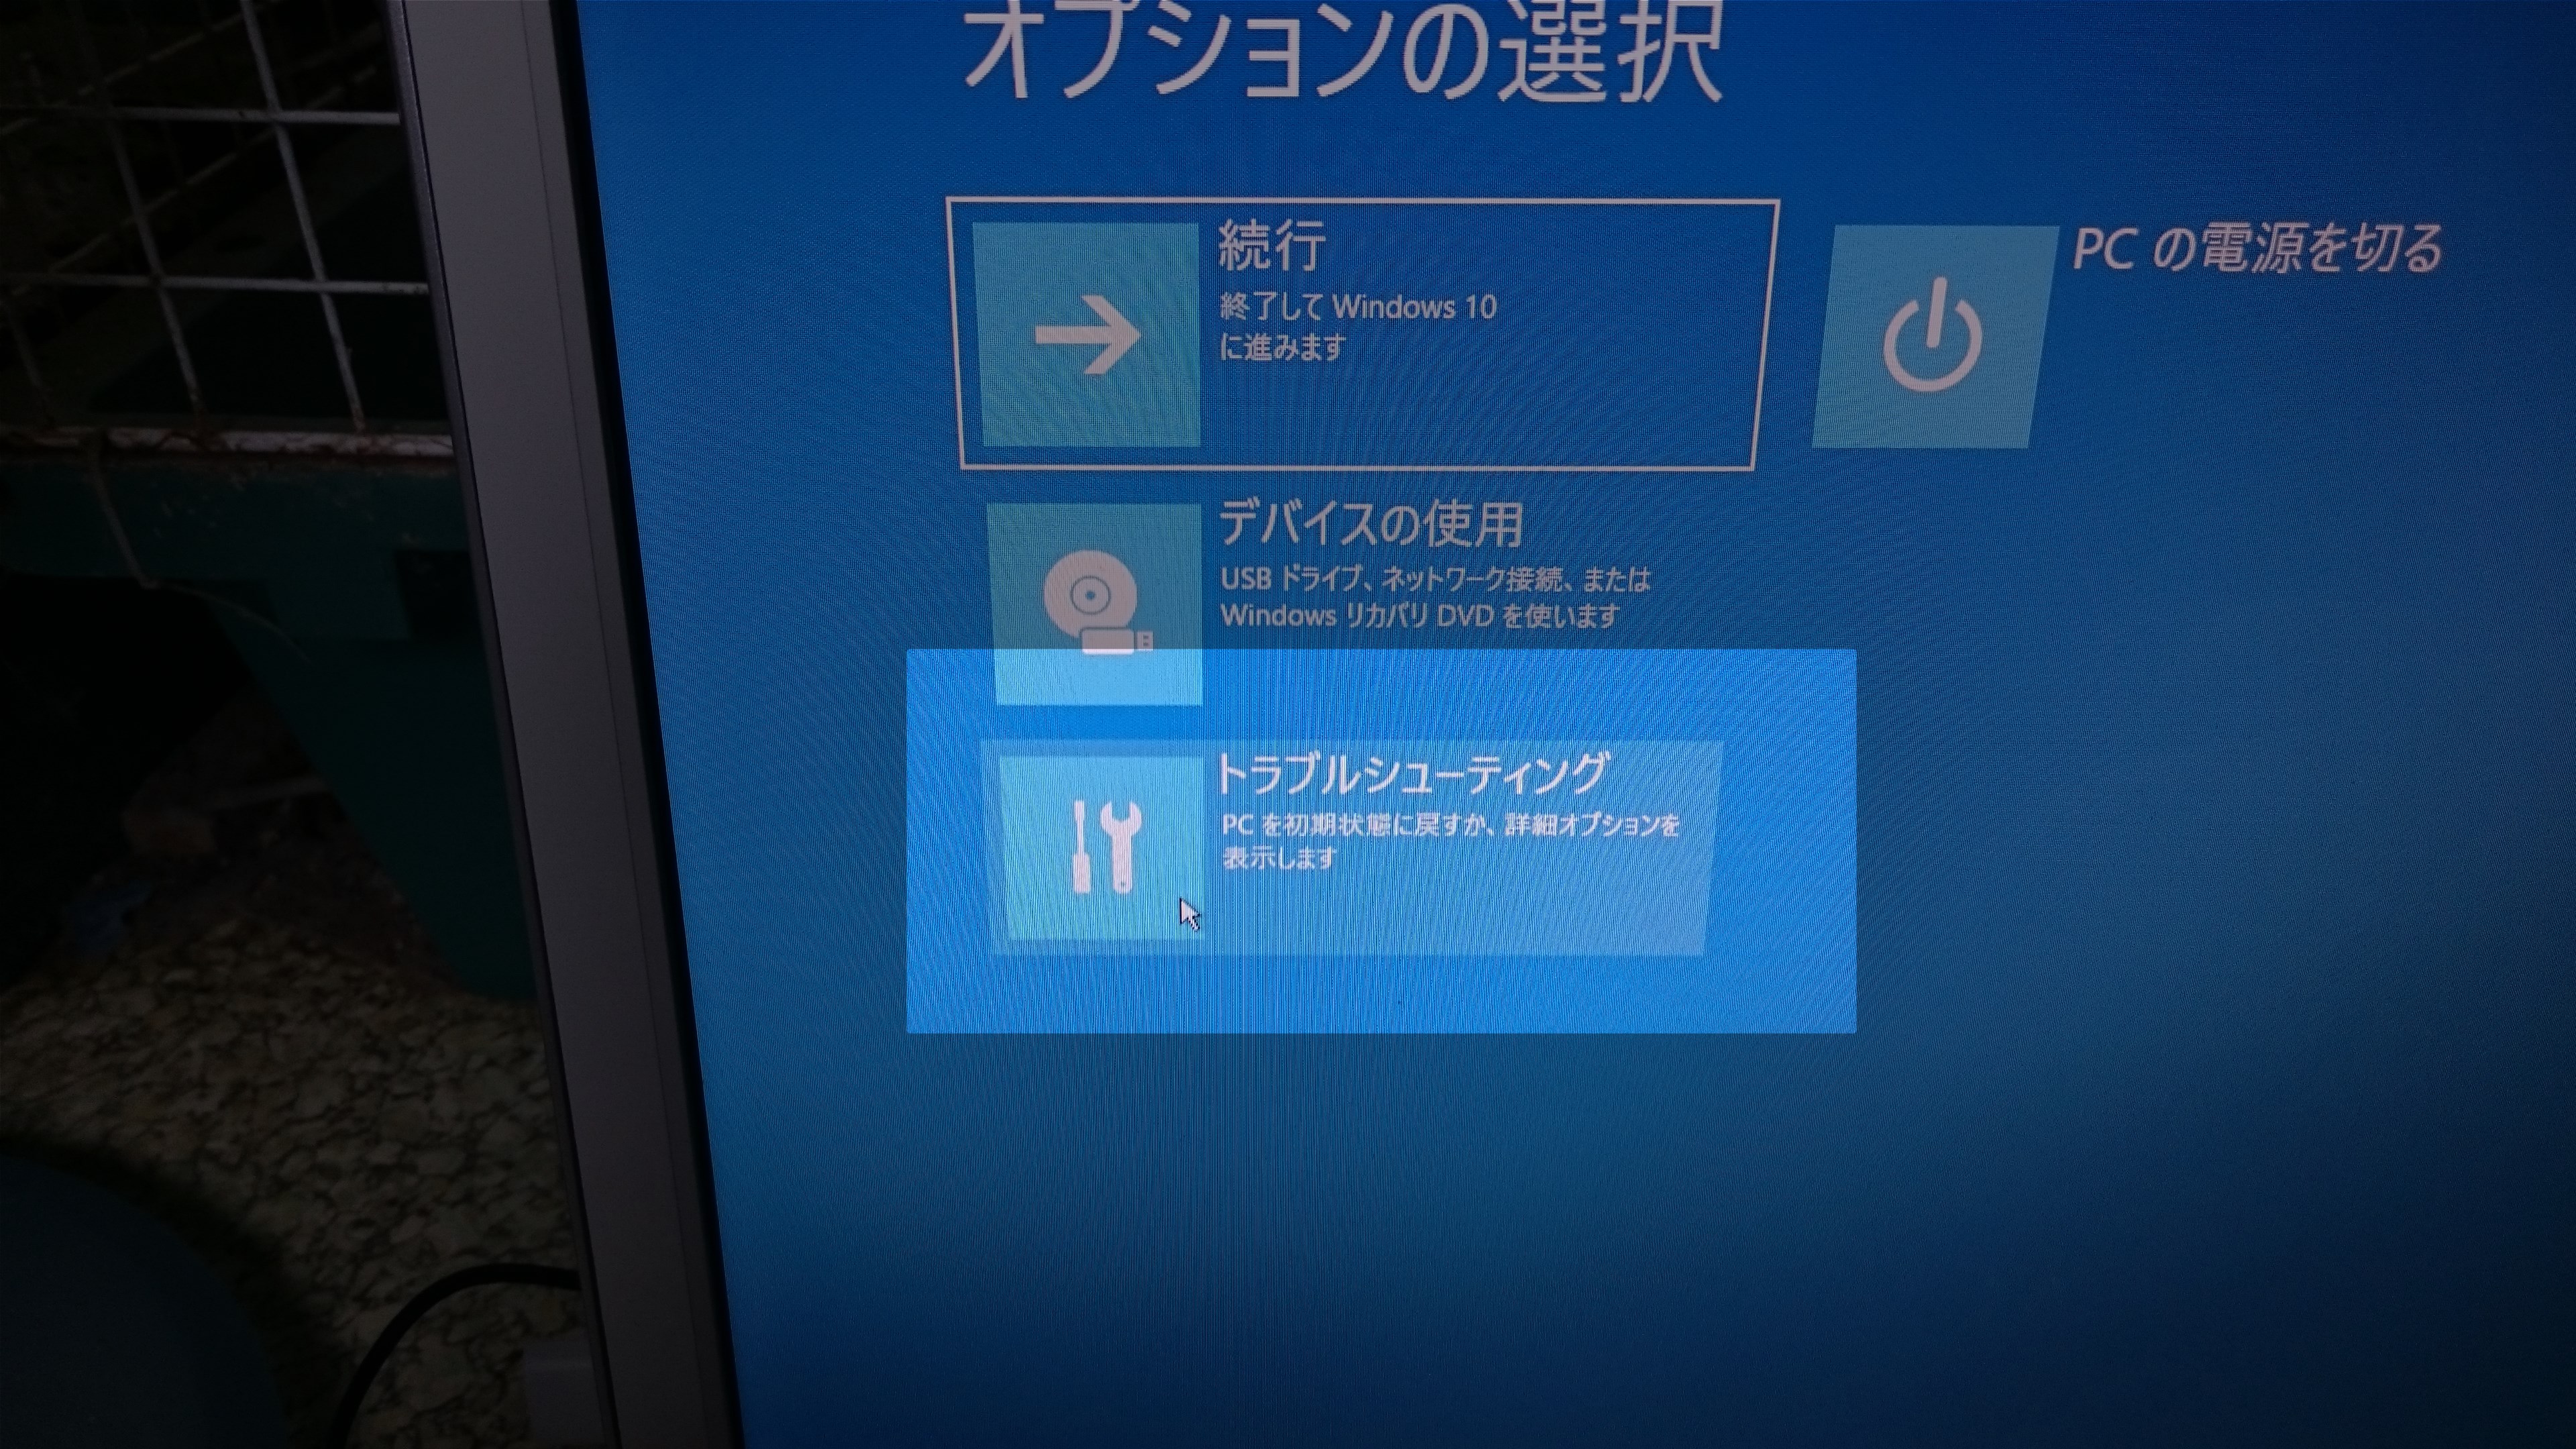 オプションの選択
続行
終了して Windows 10
に進みます
PC の電源を切る
デバイスの使用
USB ドライブ、ネットワーク接続、または
Windows リカバリ DVD を使います
トラブルシューティング
PC を初期状態に戻すか、詳細オプションを
表示します